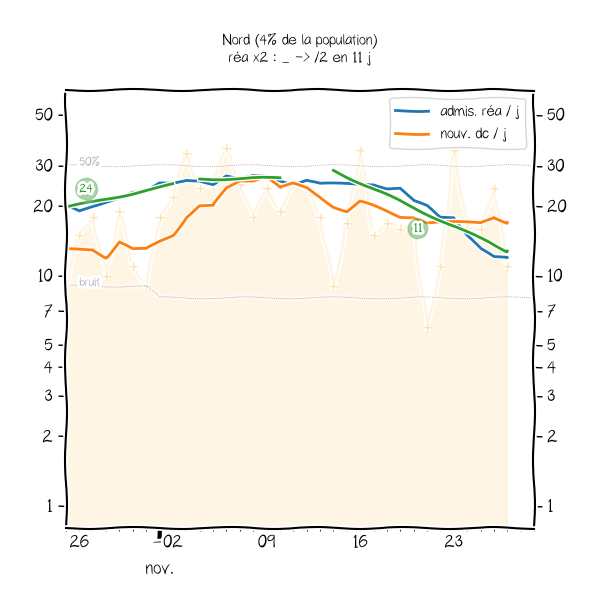 Nord (4% de la population)
réa x2 : _ -> /2 en 11 j
admis. réa / j
nouv. dc / j
50 50
50%
30 30
24
20 20
11
10 10
bruit
7 7
5 5
4 4
3 3
2 2
1 1
26 02 09 16 23
nov.